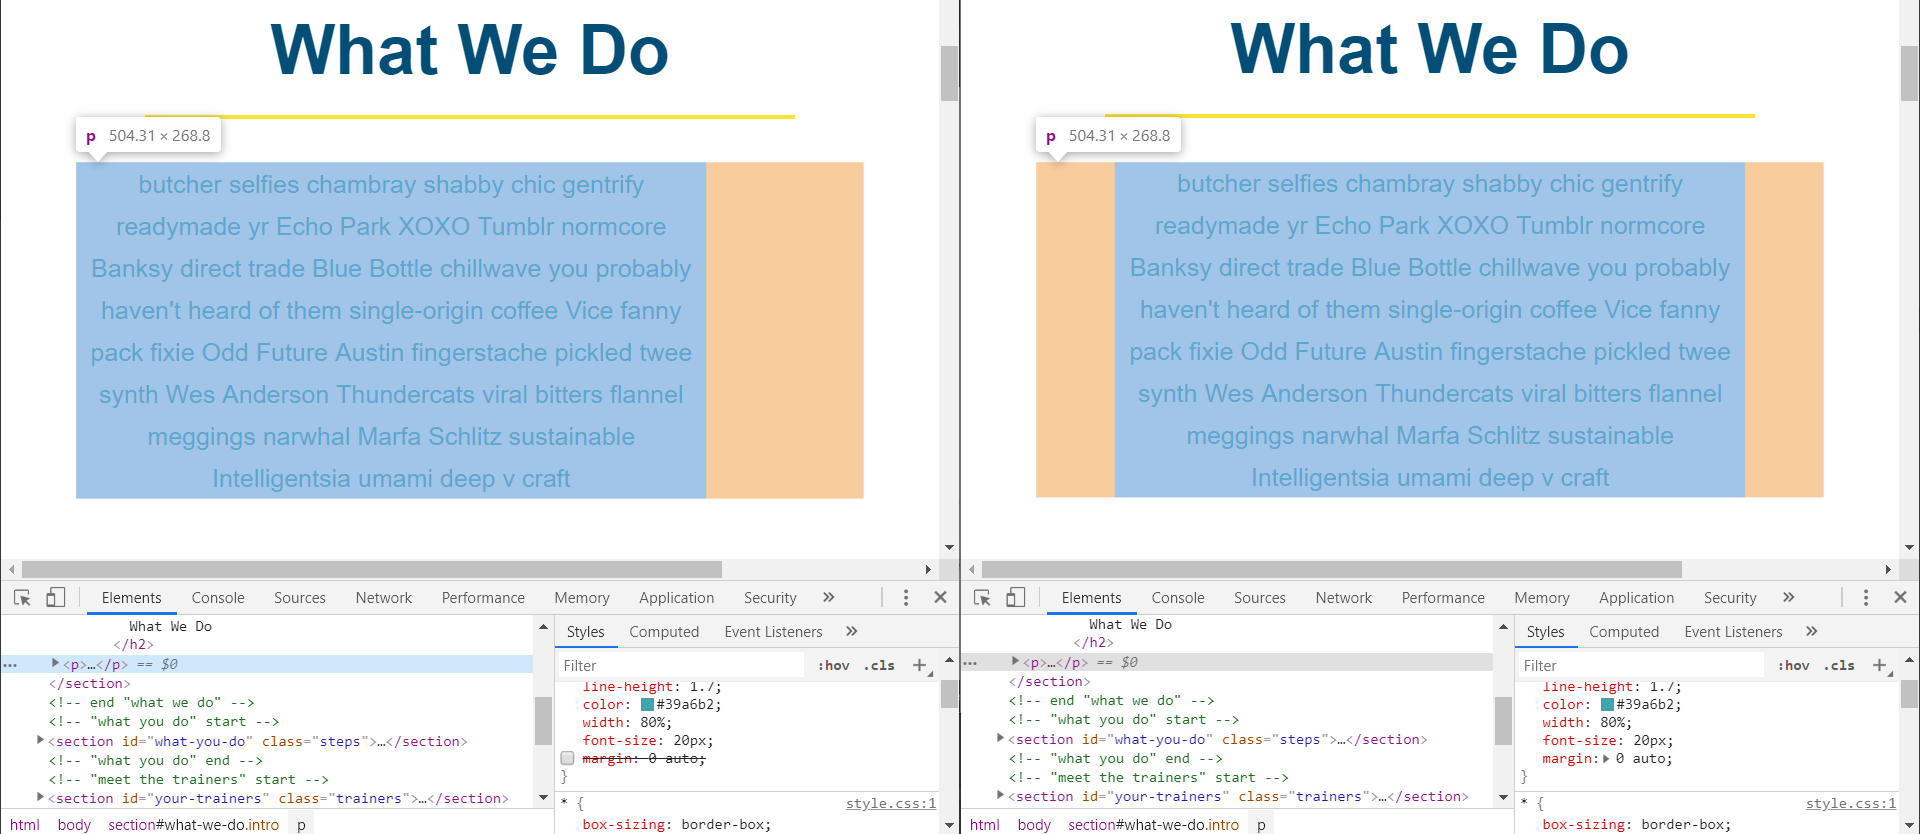 What We Do
p 504.31 × 268.8
butcher selfies chambray shabby chic gentrify
readymade yr Echo Park XOXO Tumblr normcore
Banksy direct trade Blue Bottle chillwave you probably
haven't heard of them single-origin coffee Vice fanny
pack fixie Odd Future Austin fingerstache pickled twee
synth Wes Anderson Thundercats viral bitters flannel
meggings narwhal Marfa Schlitz sustainable
Intelligentsia umami deep v craft
Elements Console Sources Network Performance Memory Application Security »
What We Do
</h2>
<p>…</p> == $0
</section>
<!-- end "what we do" -->
<!-- "what you do" start -->
<section id="what-you-do" class="steps">…</section>
<!-- "what you do" end -->
<!-- "meet the trainers" start -->
<section id="your-trainers" class="trainers">…</section>
html body section#what-we-do.intro p
Styles Computed Event Listeners »
Filter :hov .cls +
line-height: 1.7;
color: #39a6b2;
width: 80%;
font-size: 20px;
margin: 0 auto;
}
* { style.css:1
box-sizing: border-box;
What We Do
p 504.31 × 268.8
butcher selfies chambray shabby chic gentrify
readymade yr Echo Park XOXO Tumblr normcore
Banksy direct trade Blue Bottle chillwave you probably
haven't heard of them single-origin coffee Vice fanny
pack fixie Odd Future Austin fingerstache pickled twee
synth Wes Anderson Thundercats viral bitters flannel
meggings narwhal Marfa Schlitz sustainable
Intelligentsia umami deep v craft
Elements Console Sources Network Performance Memory Application Security »
What We Do
</h2>
<p>…</p> == $0
</section>
<!-- end "what we do" -->
<!-- "what you do" start -->
<section id="what-you-do" class="steps">…</section>
<!-- "what you do" end -->
<!-- "meet the trainers" start -->
<section id="your-trainers" class="trainers">…</section>
html body section#what-we-do.intro p
Styles Computed Event Listeners »
Filter :hov .cls +
line-height: 1.7;
color: #39a6b2;
width: 80%;
font-size: 20px;
margin: 0 auto;
}
* { style.css:1
box-sizing: border-box;